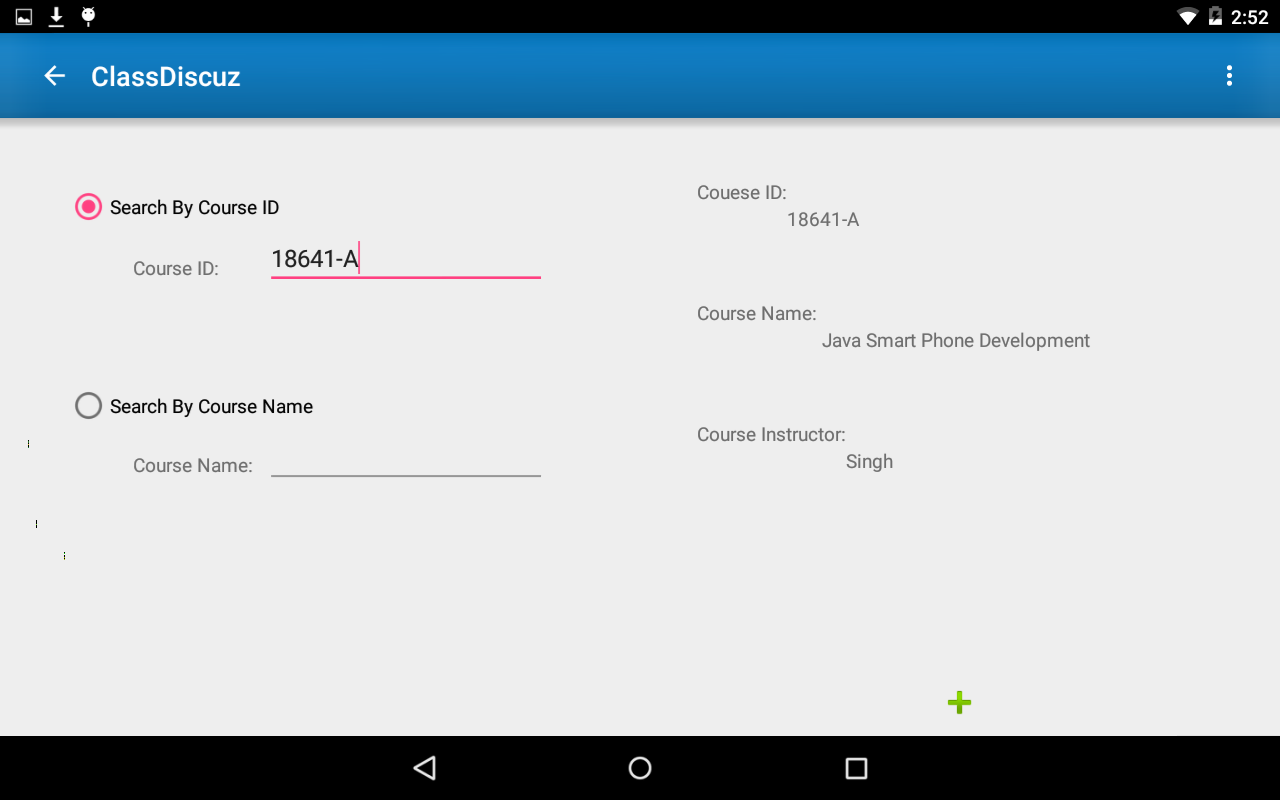 2:52
ClassDiscuz
Search By Course ID
Course ID: 18641-A
Search By Course Name
Course Name:
Couese ID:
18641-A
Course Name:
Java Smart Phone Development
Course Instructor:
Singh